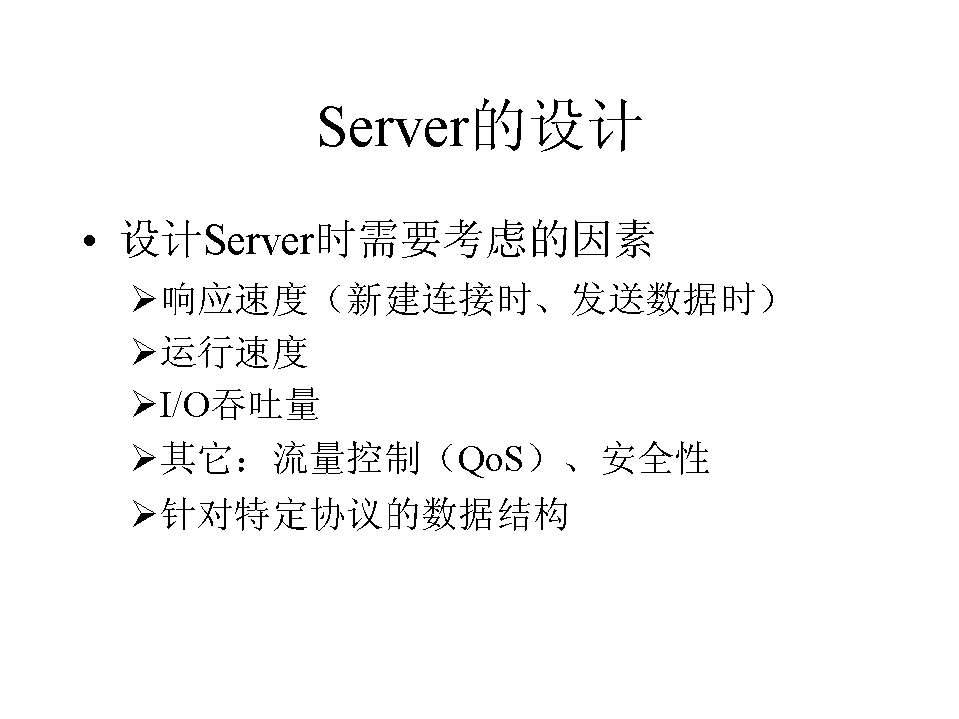 Server的设计
• 设计Server时需要考虑的因素
➢响应速度（新建连接时、发送数据时）
➢运行速度
➢I/O吞吐量
➢其它：流量控制（QoS）、安全性
➢针对特定协议的数据结构